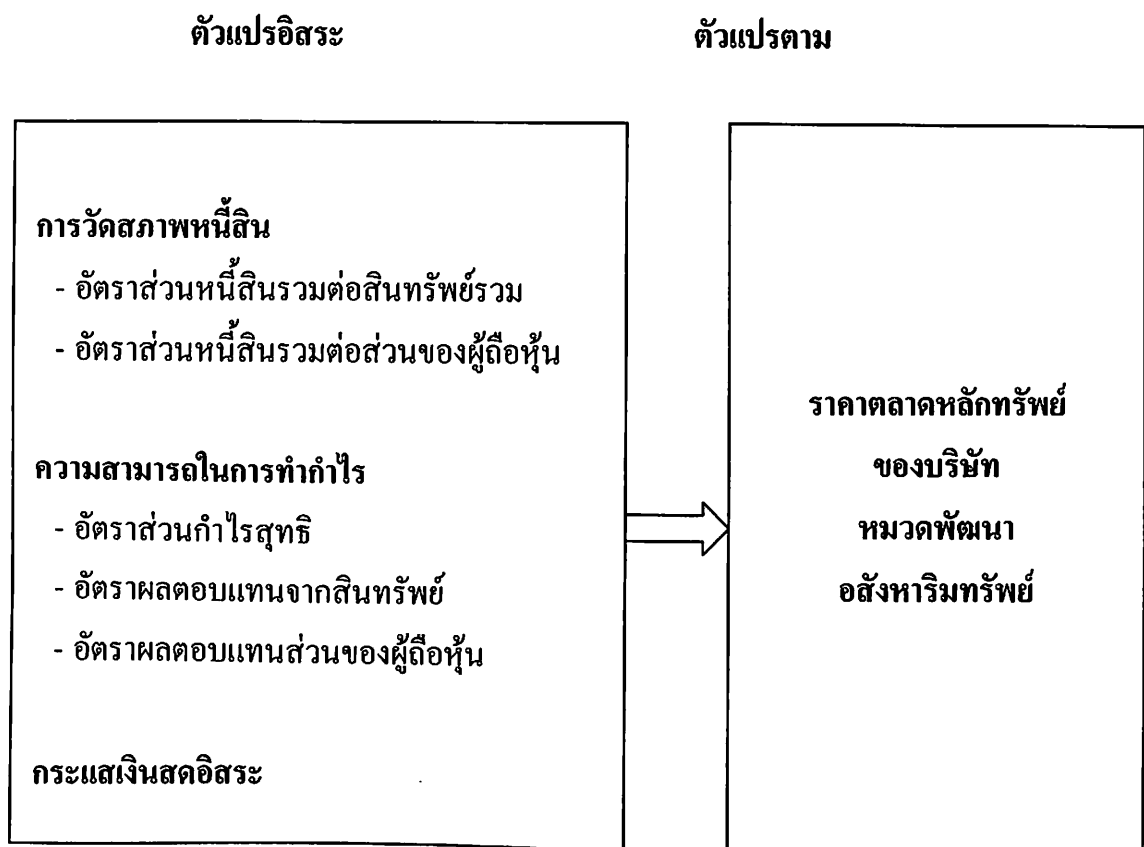 ตัวแปรอิสระ
ตัวแปรตาม
การวัดสภาพหนี้สิน
- อัตราส่วนหนี้สินรวมต่อสินทรัพย์รวม
- อัตราส่วนหนี้สินรวมต่อส่วนของผู้ถือหุ้น
ความสามารถในการทำกำไร
- อัตราส่วนกำไรสุทธิ
- อัตราผลตอบแทนจากสินทรัพย์
- อัตราผลตอบแทนส่วนของผู้ถือหุ้น
กระแสเงินสดอิสระ
ราคาตลาดหลักทรัพย์
ของบริษัท
หมวดพัฒนา
อสังหาริมทรัพย์